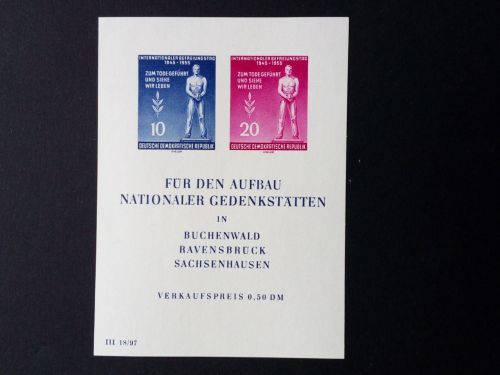 INTERNATIONALER BEFREIUNGSTAG
1945-1955
ZUM TODE GEFÜHRT
UND SIEHE
WIR LEBEN
10
DEUTSCHE DEMOKRATISCHE REPUBLIK
INTERNATIONALER BEFREIUNGSTAG
1945-1955
ZUM TODE GEFÜHRT
UND SIEHE
WIR LEBEN
20
DEUTSCHE DEMOKRATISCHE REPUBLIK
FÜR DEN AUFBAU
NATIONALER GEDENKSTÄTTEN
IN
BUCHENWALD
RAVENSBRÜCK
SACHSENHAUSEN
VERKAUFSPREIS 0,50 DM
III 18/97